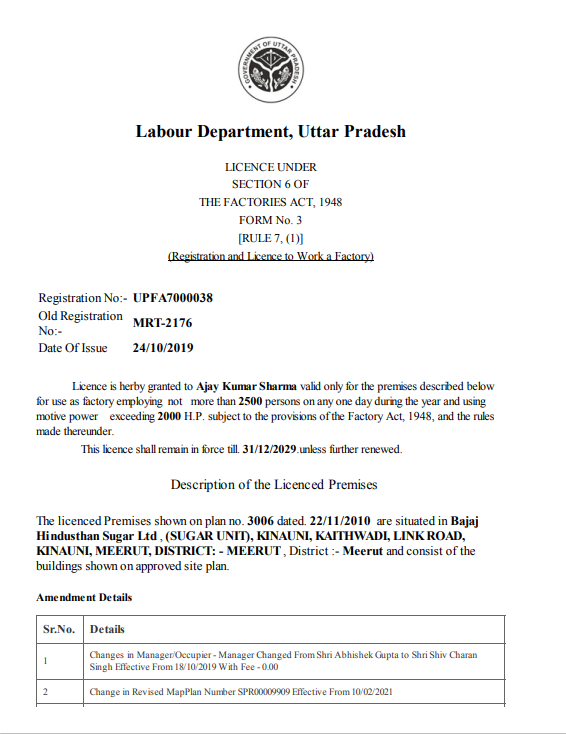 GOVERNMENT OF UTTAR PRADESH
Labour Department, Uttar Pradesh
LICENCE UNDER
SECTION 6 OF
THE FACTORIES ACT, 1948
FORM No. 3
[RULE 7, (1)]
(Registration and Licence to Work a Factory)
Registration No:- UPFA7000038
Old Registration
No:- MRT-2176
Date Of Issue 24/10/2019
Licence is herby granted to Ajay Kumar Sharma valid only for the premises described below
for use as factory employing not more than 2500 persons on any one day during the year and using
motive power exceeding 2000 H.P. subject to the provisions of the Factory Act, 1948, and the rules
made thereunder.
This licence shall remain in force till. 31/12/2029.unless further renewed.
Description of the Licenced Premises
The licenced Premises shown on plan no. 3006 dated. 22/11/2010 are situated in Bajaj
Hindusthan Sugar Ltd , (SUGAR UNIT), KINAUNI, KAITHWADI, LINK ROAD,
KINAUNI, MEERUT, DISTRICT: - MEERUT , District :- Meerut and consist of the
buildings shown on approved site plan.
Amendment Details
Sr.No. Details
1 Changes in Manager/Occupier - Manager Changed From Shri Abhishek Gupta to Shri Shiv Charan
Singh Effective From 18/10/2019 With Fee - 0.00
2 Change in Revised MapPlan Number SPR00009909 Effective From 10/02/2021